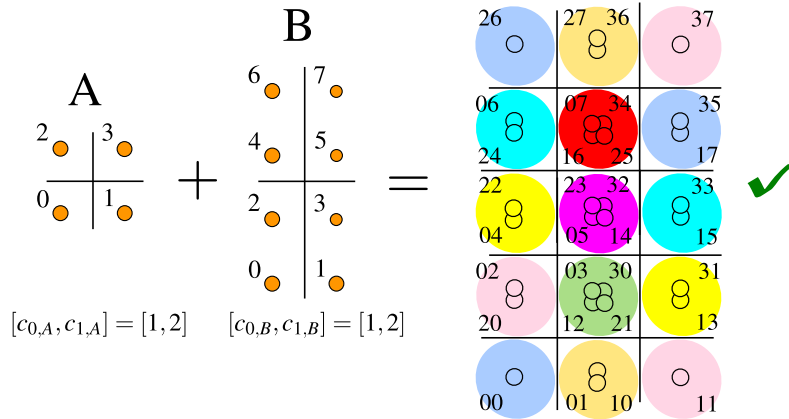 A
B
2 3
0 1
+
6 7
4 5
2 3
0 1
=
26 27 36 37
06 07 34 35
24 16 25 17
22 23 32 33
04 05 14 15
02 03 30 31
20 12 21 13
00 01 10 11
✓
[c_{0,A}, c_{1,A}] = [1, 2]
[c_{0,B}, c_{1,B}] = [1, 2]